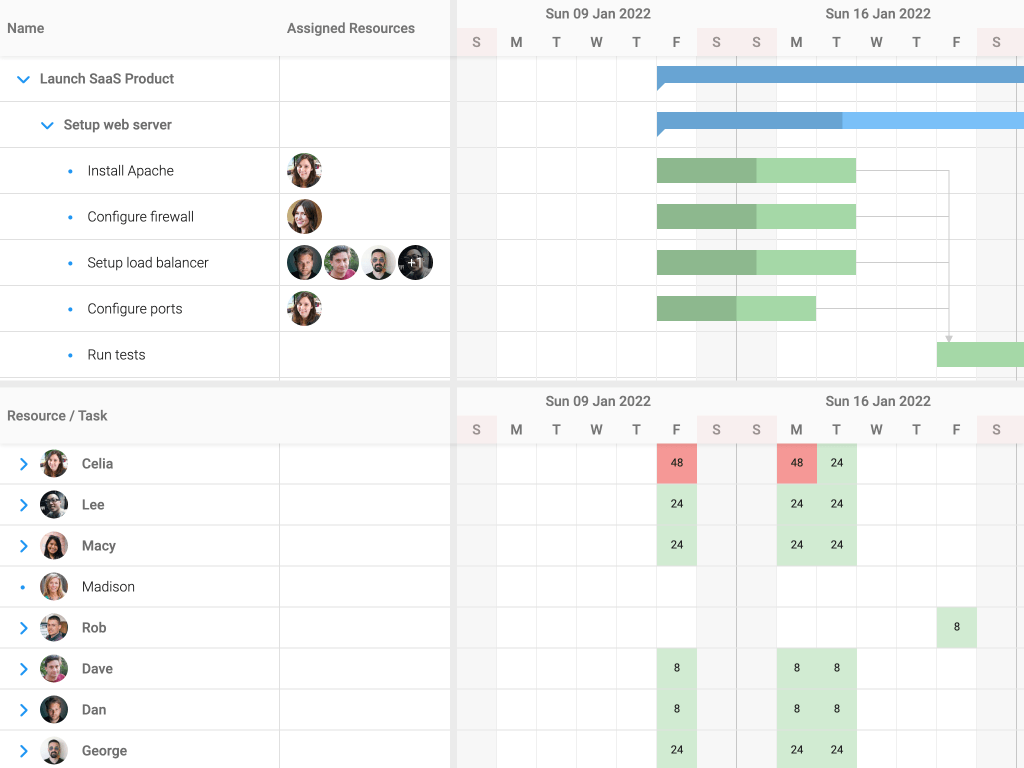 Name Assigned Resources Sun 09 Jan 2022 Sun 16 Jan 2022
S M T W T F S S M T W T F S
Launch SaaS Product
Setup web server
Install Apache
Configure firewall
Setup load balancer +1
Configure ports
Run tests
Resource / Task Sun 09 Jan 2022 Sun 16 Jan 2022
S M T W T F S S M T W T F S
Celia 48 48 24
Lee 24 24 24
Macy 24 24 24
Madison
Rob 8
Dave 8 8 8
Dan 8 8 8
George 24 24 24